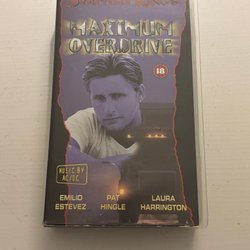 MAXIMUM
OVERDRIVE
18
MUSIC BY
AC/DC
EMILIO ESTEVEZ
PAT HINGLE
LAURA HARRINGTON